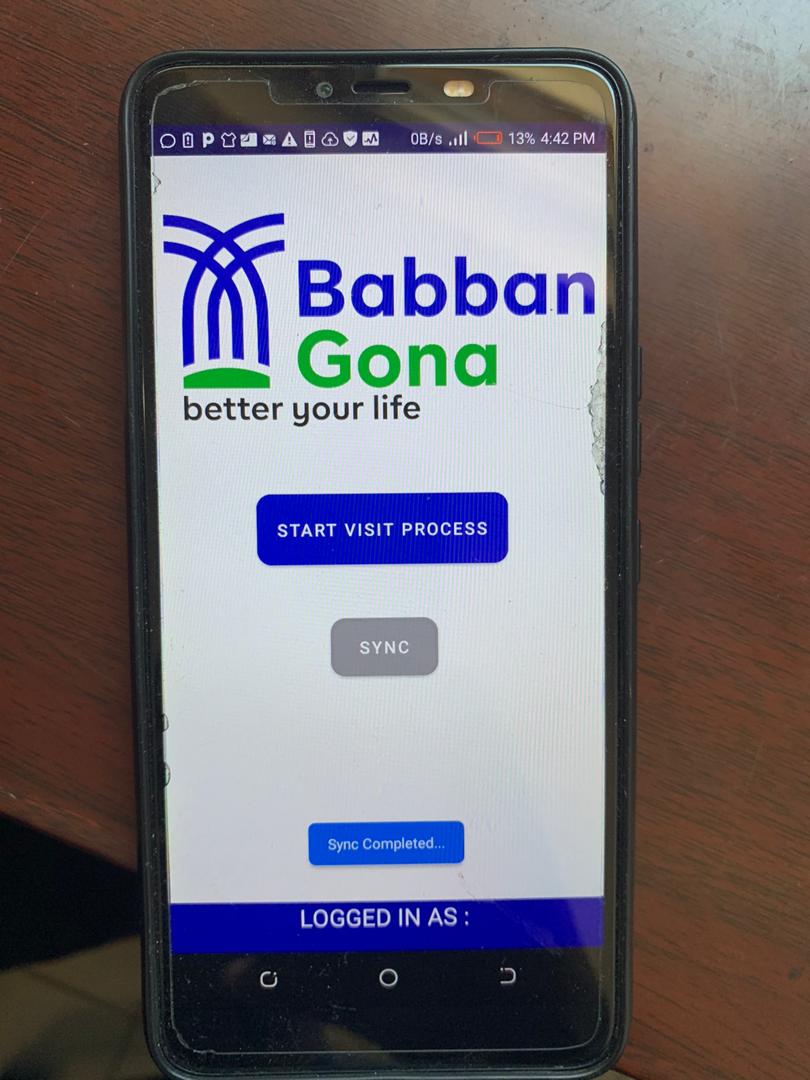 0B/s 13% 4:42 PM
Babban
Gona
better your life
START VISIT PROCESS
SYNC
Sync Completed...
LOGGED IN AS :